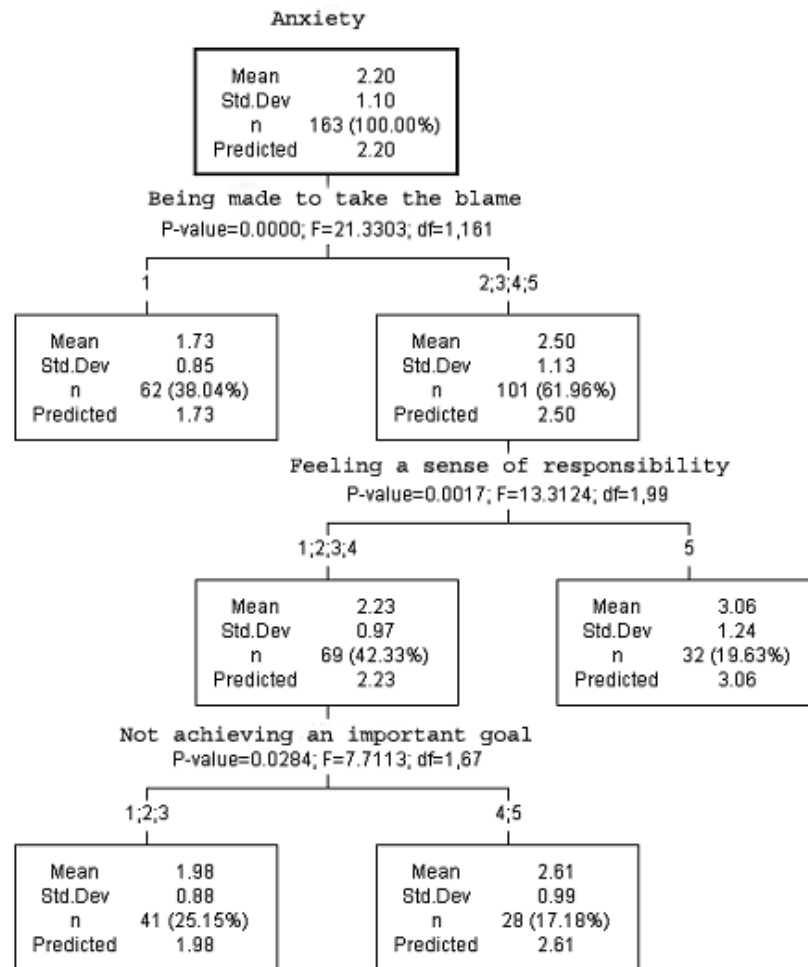 Anxiety
Mean 2.20
Std.Dev 1.10
n 163 (100.00%)
Predicted 2.20
Being made to take the blame
P-value=0.0000; F=21.3303; df=1,161
1
2;3;4;5
Mean 1.73
Std.Dev 0.85
n 62 (38.04%)
Predicted 1.73
Mean 2.50
Std.Dev 1.13
n 101 (61.96%)
Predicted 2.50
Feeling a sense of responsibility
P-value=0.0017; F=13.3124; df=1,99
1;2;3;4
5
Mean 2.23
Std.Dev 0.97
n 69 (42.33%)
Predicted 2.23
Mean 3.06
Std.Dev 1.24
n 32 (19.63%)
Predicted 3.06
Not achieving an important goal
P-value=0.0284; F=7.7113; df=1,67
1;2;3
4;5
Mean 1.98
Std.Dev 0.88
n 41 (25.15%)
Predicted 1.98
Mean 2.61
Std.Dev 0.99
n 28 (17.18%)
Predicted 2.61